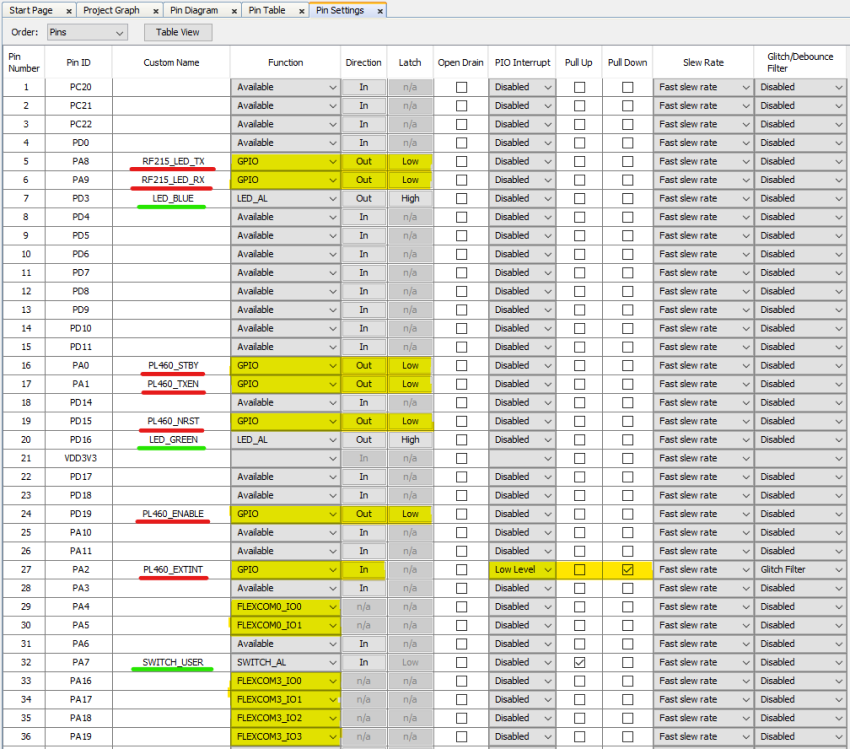 Start Page x Project Graph x Pin Diagram x Pin Table x Pin Settings x
Order: Pins Table View
Pin Number Pin ID Custom Name Function Direction Latch Open Drain PIO Interrupt Pull Up Pull Down Slew Rate Glitch/Debounce Filter
1 PC20 Available In n/a Disabled Fast slew rate Disabled
2 PC21 Available In n/a Disabled Fast slew rate Disabled
3 PC22 Available In n/a Disabled Fast slew rate Disabled
4 PD0 Available In n/a Disabled Fast slew rate Disabled
5 PA8 RF215_LED_TX GPIO Out Low Disabled Fast slew rate Disabled
6 PA9 RF215_LED_RX GPIO Out Low Disabled Fast slew rate Disabled
7 PD3 LED_BLUE LED_AL Out High Disabled Fast slew rate Disabled
8 PD4 Available In n/a Disabled Fast slew rate Disabled
9 PD5 Available In n/a Disabled Fast slew rate Disabled
10 PD6 Available In n/a Disabled Fast slew rate Disabled
11 PD7 Available In n/a Disabled Fast slew rate Disabled
12 PD8 Available In n/a Disabled Fast slew rate Disabled
13 PD9 Available In n/a Disabled Fast slew rate Disabled
14 PD10 Available In n/a Disabled Fast slew rate Disabled
15 PD11 Available In n/a Disabled Fast slew rate Disabled
16 PA0 PL460_STBY GPIO Out Low Disabled Fast slew rate Disabled
17 PA1 PL460_TXEN GPIO Out Low Disabled Fast slew rate Disabled
18 PD14 Available In n/a Disabled Fast slew rate Disabled
19 PD15 PL460_NRST GPIO Out Low Disabled Fast slew rate Disabled
20 PD16 LED_GREEN LED_AL Out High Disabled Fast slew rate Disabled
21 VDD3V3 In n/a Fast slew rate
22 PD17 Available In n/a Disabled Fast slew rate Disabled
23 PD18 Available In n/a Disabled Fast slew rate Disabled
24 PD19 PL460_ENABLE GPIO Out Low Disabled Fast slew rate Disabled
25 PA10 Available In n/a Disabled Fast slew rate Disabled
26 PA11 Available In n/a Disabled Fast slew rate Disabled
27 PA2 PL460_EXTINT GPIO In n/a Low Level Fast slew rate Glitch Filter
28 PA3 Available In n/a Disabled Fast slew rate Disabled
29 PA4 FLEXCOM0_IO0 n/a n/a Disabled Fast slew rate Disabled
30 PA5 FLEXCOM0_IO1 n/a n/a Disabled Fast slew rate Disabled
31 PA6 Available In n/a Disabled Fast slew rate Disabled
32 PA7 SWITCH_USER SWITCH_AL In Low Disabled Fast slew rate Disabled
33 PA16 FLEXCOM3_IO0 n/a n/a Disabled Fast slew rate Disabled
34 PA17 FLEXCOM3_IO1 n/a n/a Disabled Fast slew rate Disabled
35 PA18 FLEXCOM3_IO2 n/a n/a Disabled Fast slew rate Disabled
36 PA19 FLEXCOM3_IO3 n/a n/a Disabled Fast slew rate Disabled